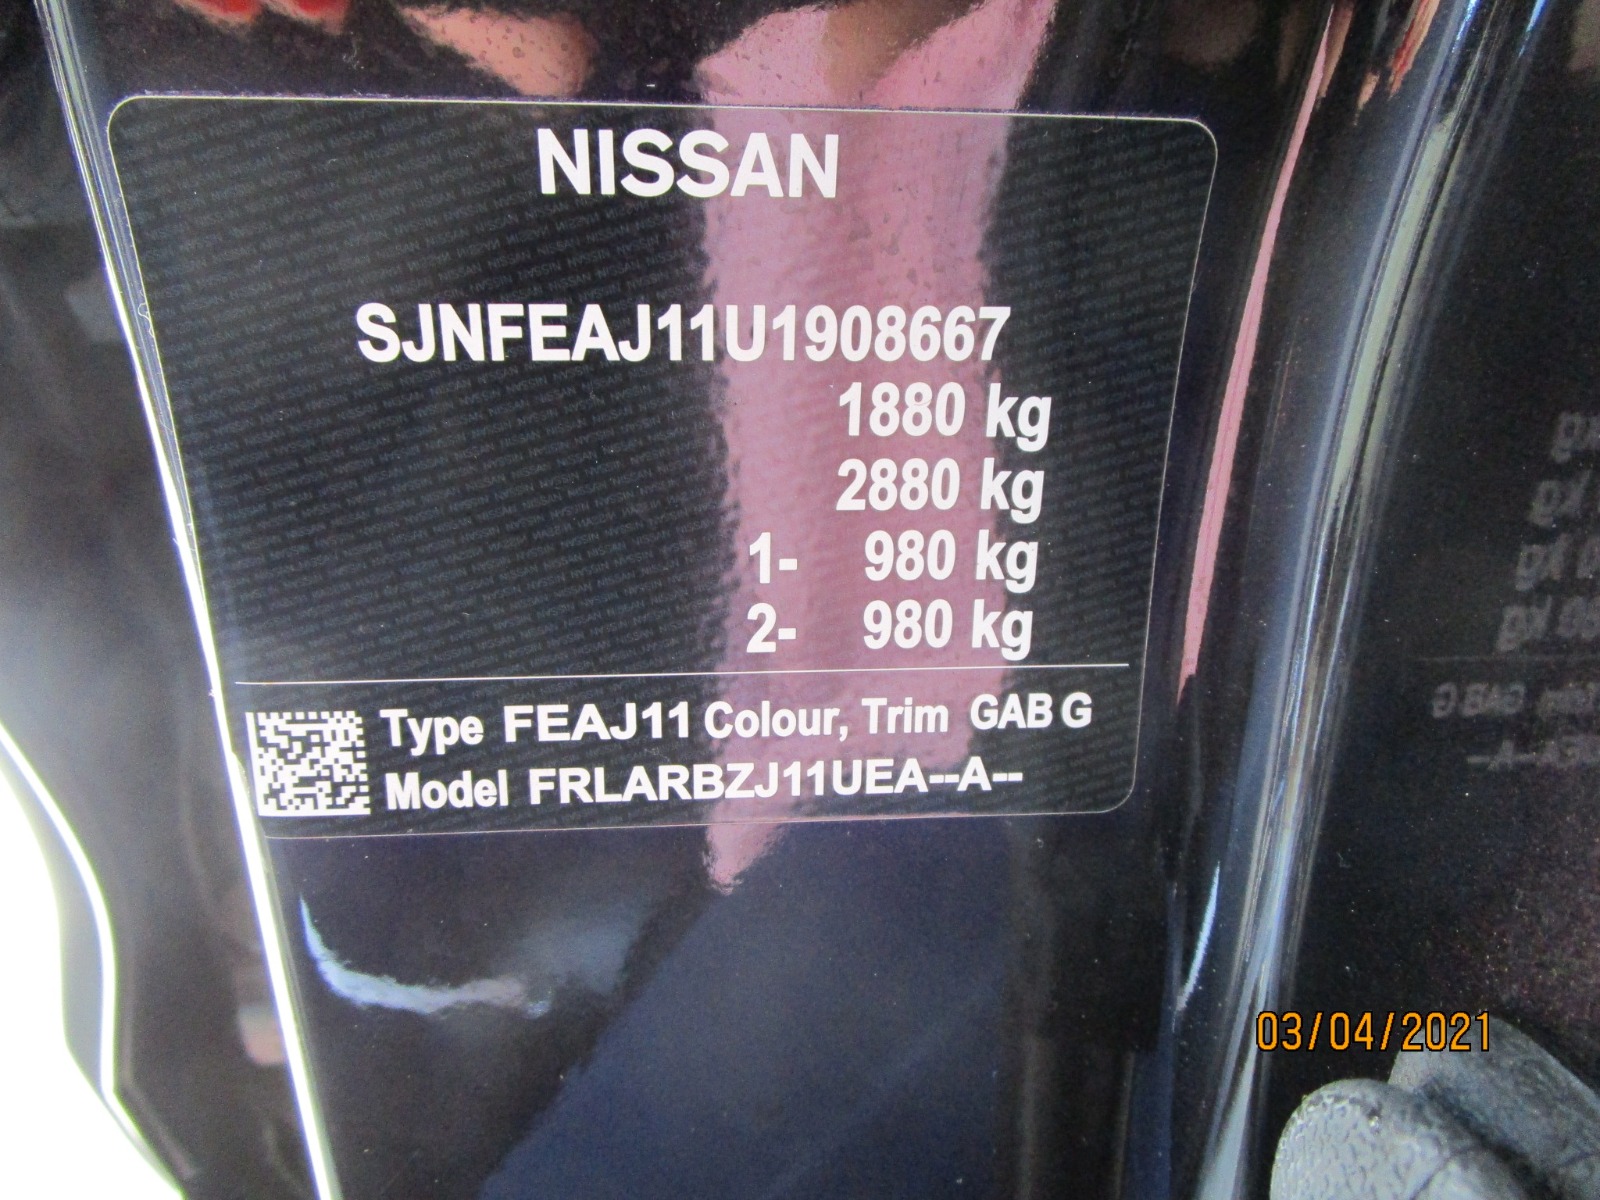 NISSAN
SJNFEAJ11U1908667
1880 kg
2880 kg
1- 980 kg
2- 980 kg
Type FEAJ11 Colour, Trim GAB G
Model FRLARBZJ11UEA--A--
03/04/2021